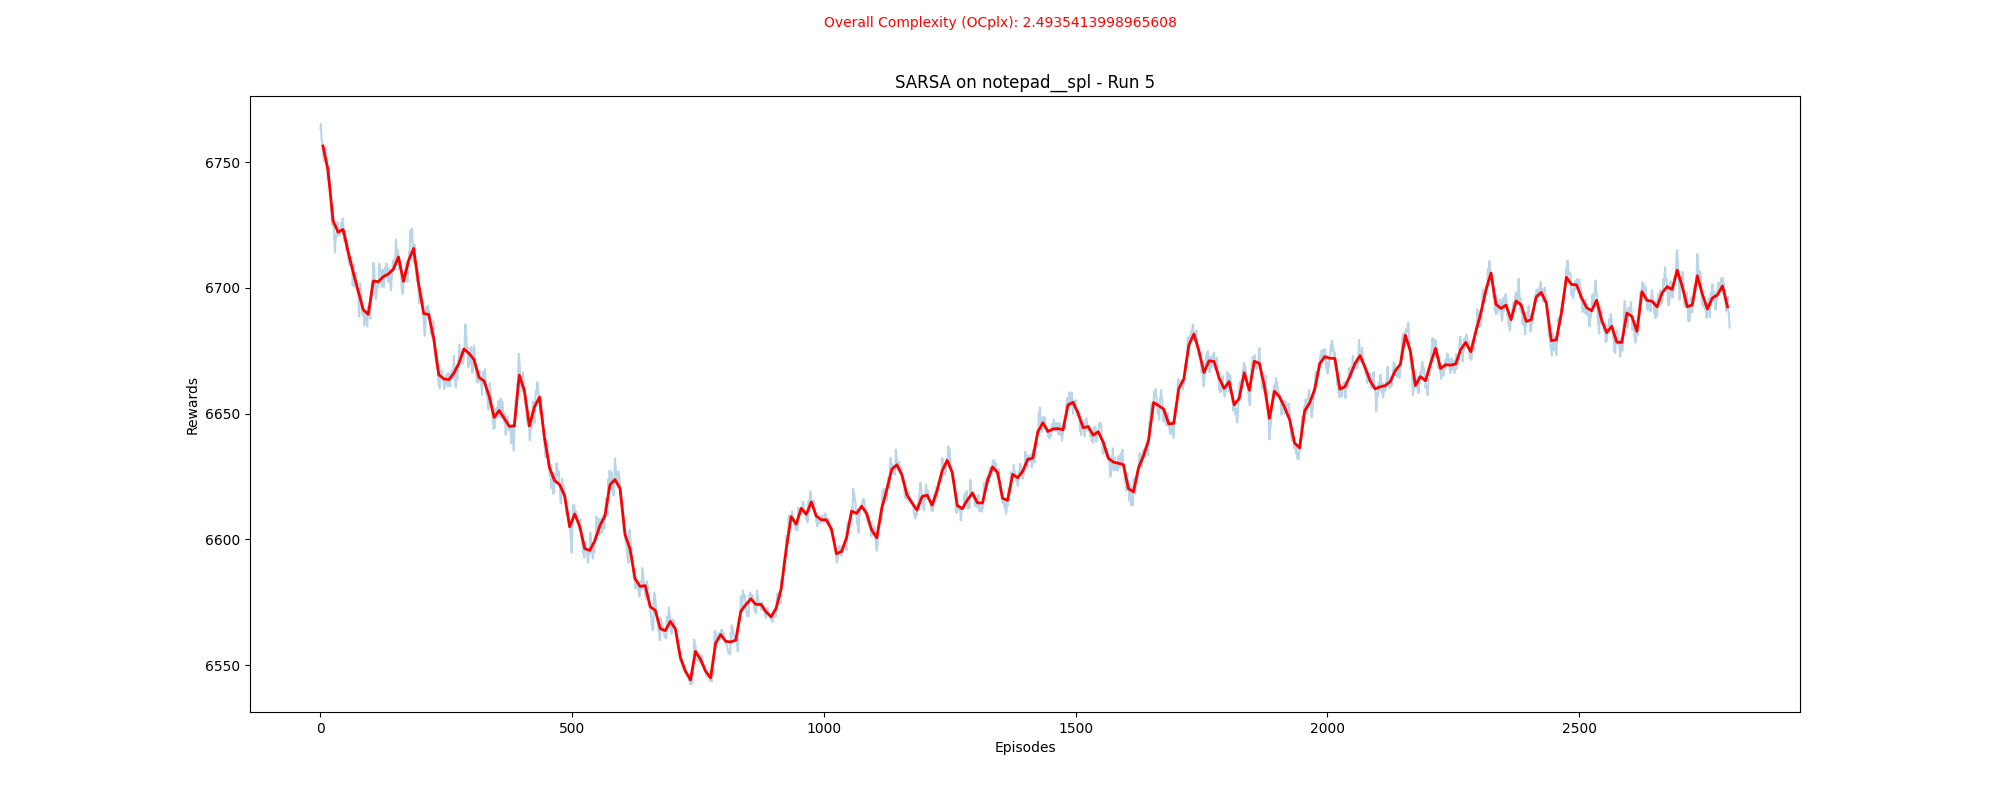 Overall Complexity (OCplx): 2.4935413998965608
SARSA on notepad__spl - Run 5
6750
6700
6650
6600
6550
Rewards
0 500 1000 1500 2000 2500
Episodes